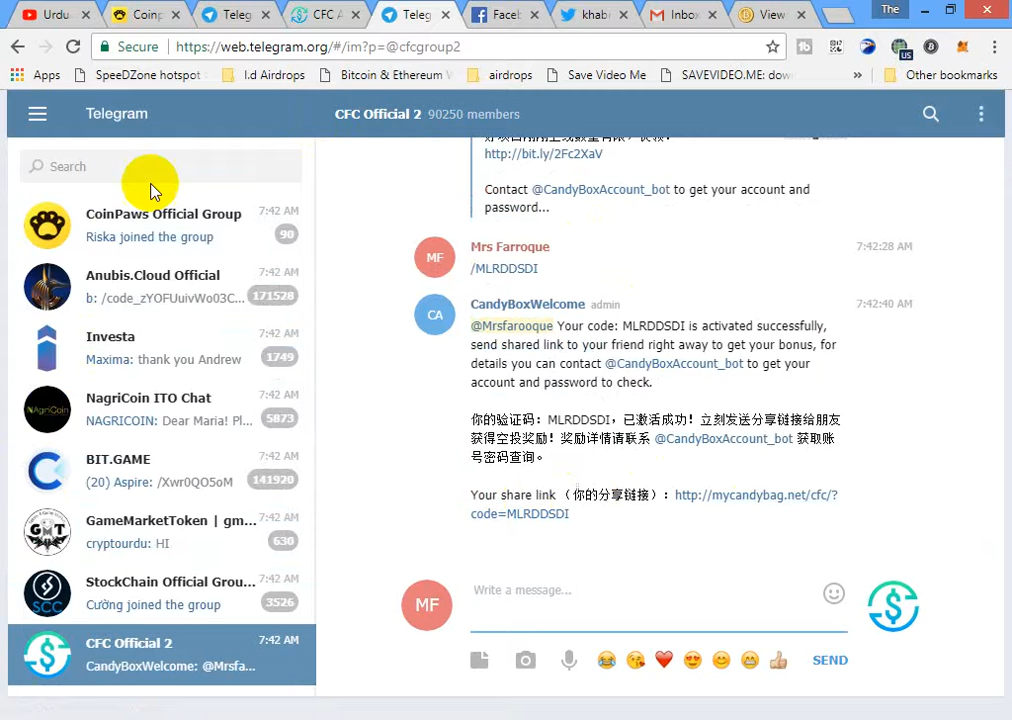 Urdu
Coinp
Teleg
CFC A
Teleg
Faceb
khab
Inbo
View
The
Secure
https://web.telegram.org/#/im?p=@cfcgroup2
Apps
SpeeDZone hotspot
I.d Airdrops
Bitcoin & Ethereum
airdrops
Save Video Me
SAVEVIDEO.ME: dow
»
Other bookmarks
Telegram
CFC Official 2 90250 members
Search
CoinPaws Official Group 7:42 AM
Riska joined the group 90
Anubis.Cloud Official 7:42 AM
b: /code_zYOFUuivWo03C... 171528
Investa 7:42 AM
Maxima: thank you Andrew 1749
NagriCoin ITO Chat 7:42 AM
NAGRICOIN: Dear Maria! Pl... 5873
BIT.GAME 7:42 AM
(20) Aspire: /Xwr0QO5oM 141920
GameMarketToken | gm... 7:42 AM
cryptourdu: HI 630
StockChain Official Grou... 7:42 AM
Cường joined the group 3526
CFC Official 2 7:42 AM
CandyBoxWelcome: @Mrsfa...
http://bit.ly/2Fc2XaV
Contact @CandyBoxAccount_bot to get your account and
password...
MF
Mrs Farroque 7:42:28 AM
/MLRDDSDI
CA
CandyBoxWelcome admin 7:42:40 AM
@Mrsfarooque Your code: MLRDDSDI is activated successfully,
send shared link to your friend right away to get your bonus, for
details you can contact @CandyBoxAccount_bot to get your
account and password to check.
你的验证码：MLRDDSDI，已激活成功！立刻发送分享链接给朋友
获得空投奖励！奖励详情请联系 @CandyBoxAccount_bot 获取账
号密码查询。
Your share link （你的分享链接）: http://mycandybag.net/cfc/?
code=MLRDDSDI
MF
Write a message...
SEND